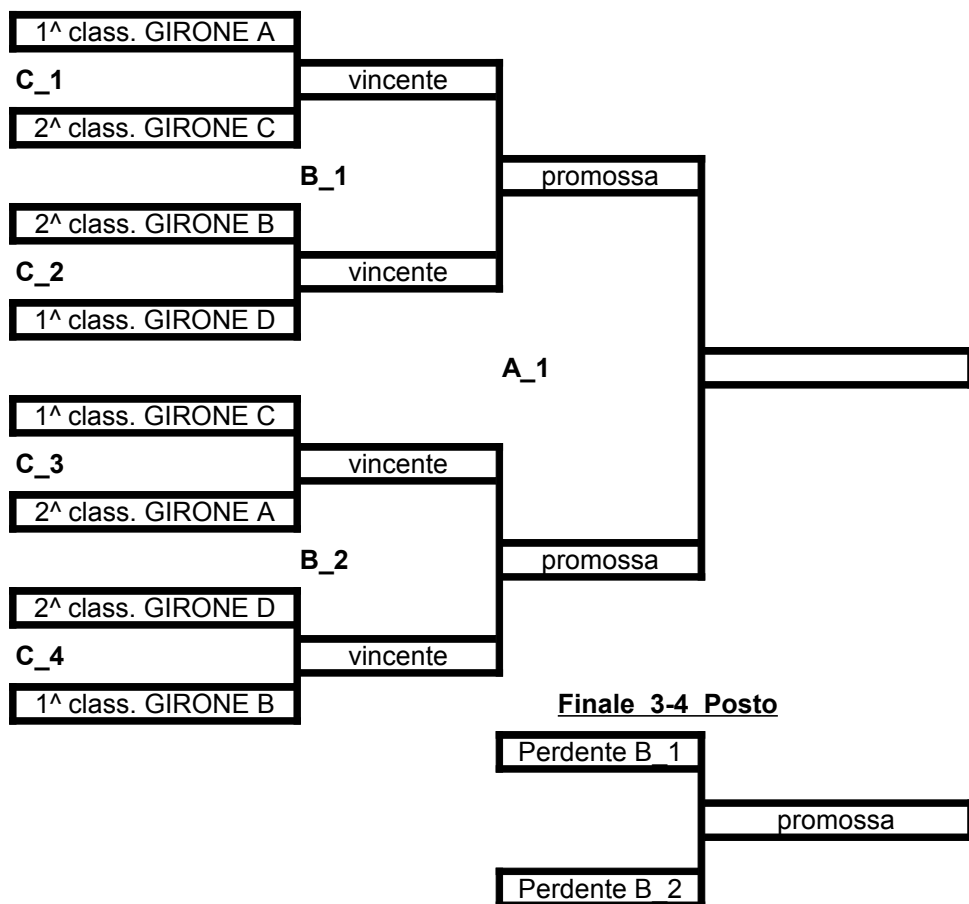 1^ class. GIRONE A
C_1
vincente
2^ class. GIRONE C
B_1
promossa
2^ class. GIRONE B
C_2
vincente
1^ class. GIRONE D
A_1
1^ class. GIRONE C
C_3
vincente
2^ class. GIRONE A
B_2
promossa
2^ class. GIRONE D
C_4
vincente
1^ class. GIRONE B
Finale 3-4 Posto
Perdente B_1
promossa
Perdente B_2